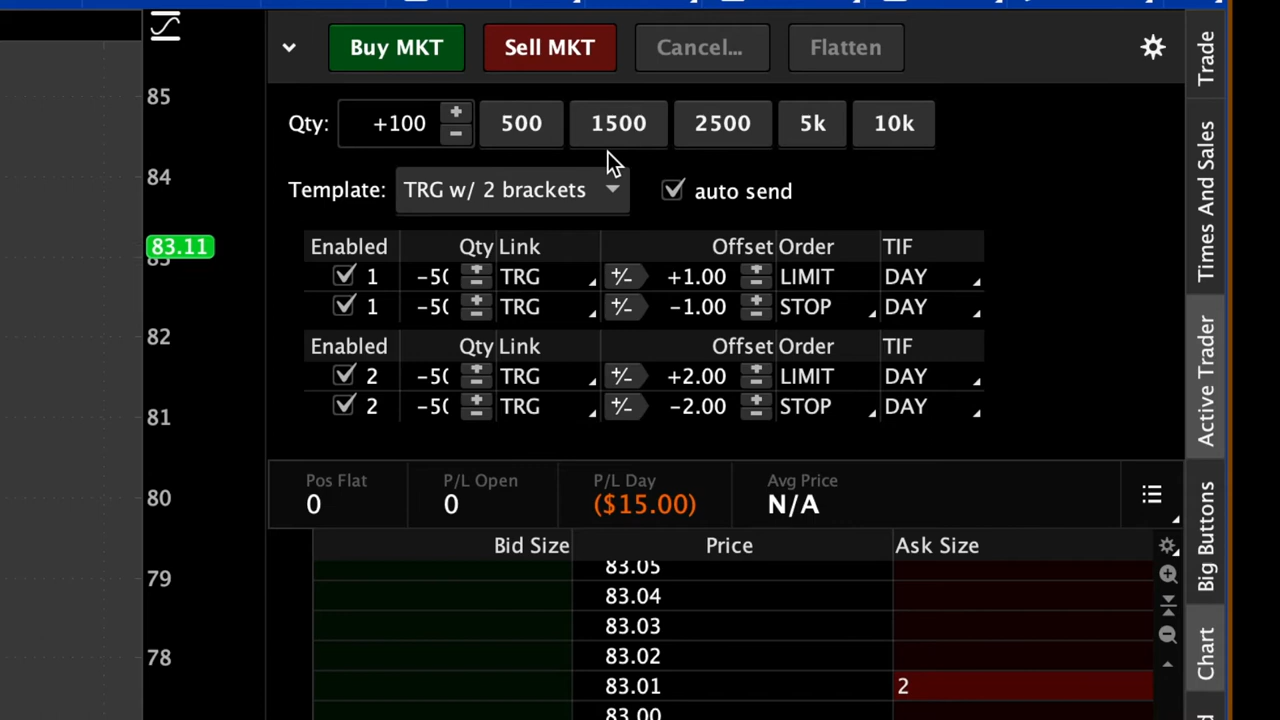 Buy MKT Sell MKT Cancel... Flatten
Qty: +100 500 1500 2500 5k 10k
Template: TRG w/ 2 brackets auto send
Enabled Qty Link Offset Order TIF
1 -50 TRG +/- +1.00 LIMIT DAY
1 -50 TRG +/- -1.00 STOP DAY
Enabled Qty Link Offset Order TIF
2 -50 TRG +/- +2.00 LIMIT DAY
2 -50 TRG +/- -2.00 STOP DAY
Pos Flat P/L Open P/L Day Avg Price
0 0 ($15.00) N/A
Bid Size Price Ask Size
83.05
83.04
83.03
83.02
83.01 2
83.00
85
84
83.11
83
82
81
80
79
78
Trade
Times And Sales
Active Trader
Big Buttons
Chart